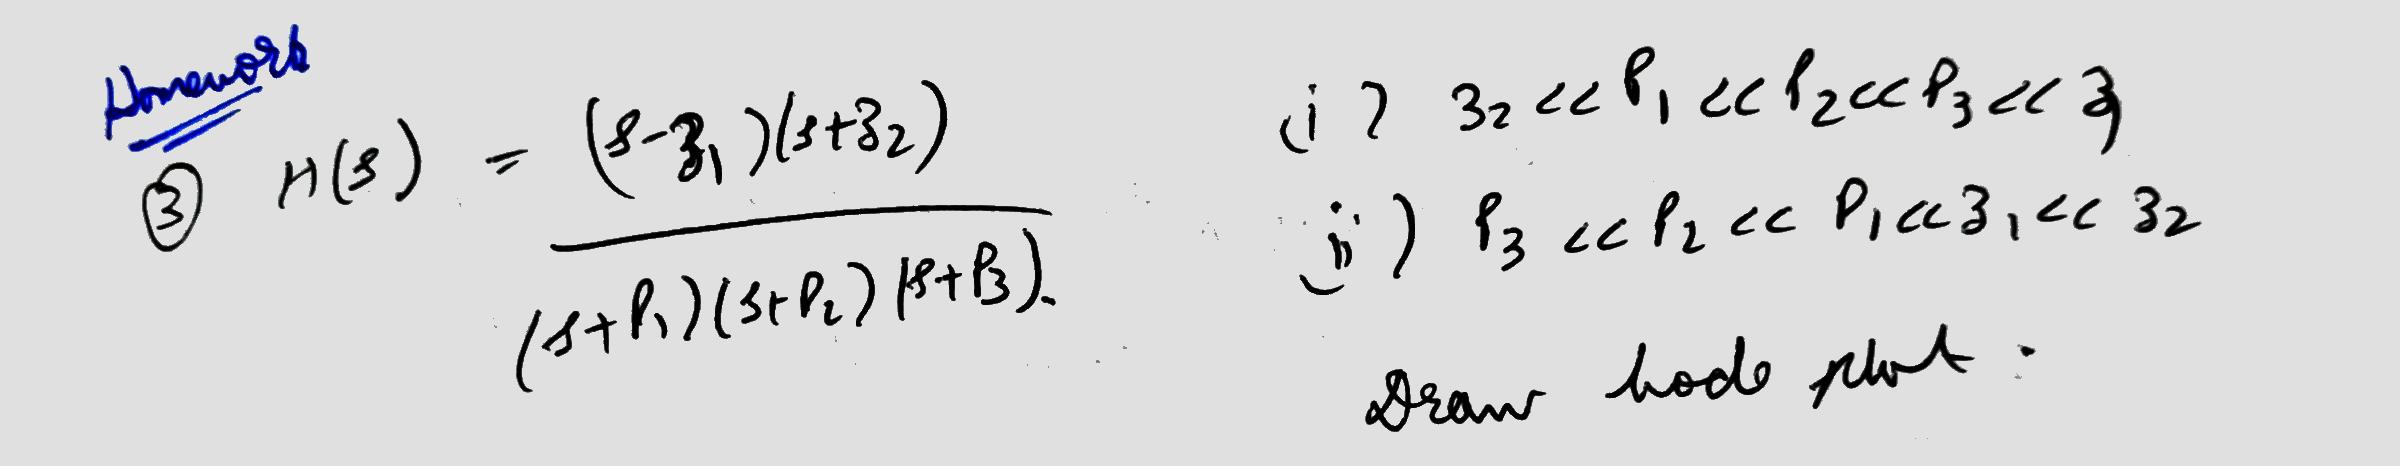 Homework
③ H(s) = (s-z₁)(s+z₂) / (s+P₁)(s+P₂)(s+P₃).
(i) z₂ << P₁ << P₂ << P₃ << z₁
(ii) P₃ << P₂ << P₁ << z₁ << z₂
Draw bode plot.